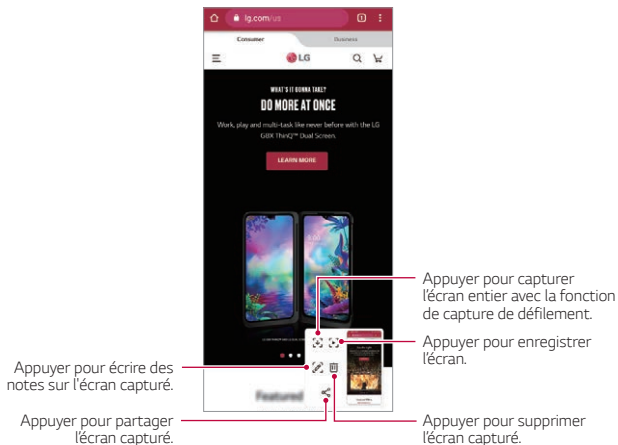 lg.com/us
Consumer
Business
LG
WHAT'S IT GONNA TAKE?
DO MORE AT ONCE
Work, play and multi-task like never before with the LG
G8X ThinQ™ Dual Screen.
LEARN MORE
Appuyer pour capturer
l'écran entier avec la fonction
de capture de défilement.
Appuyer pour enregistrer
l'écran.
Appuyer pour écrire des
notes sur l'écran capturé.
Featured
Appuyer pour partager
l'écran capturé.
Appuyer pour supprimer
l'écran capturé.